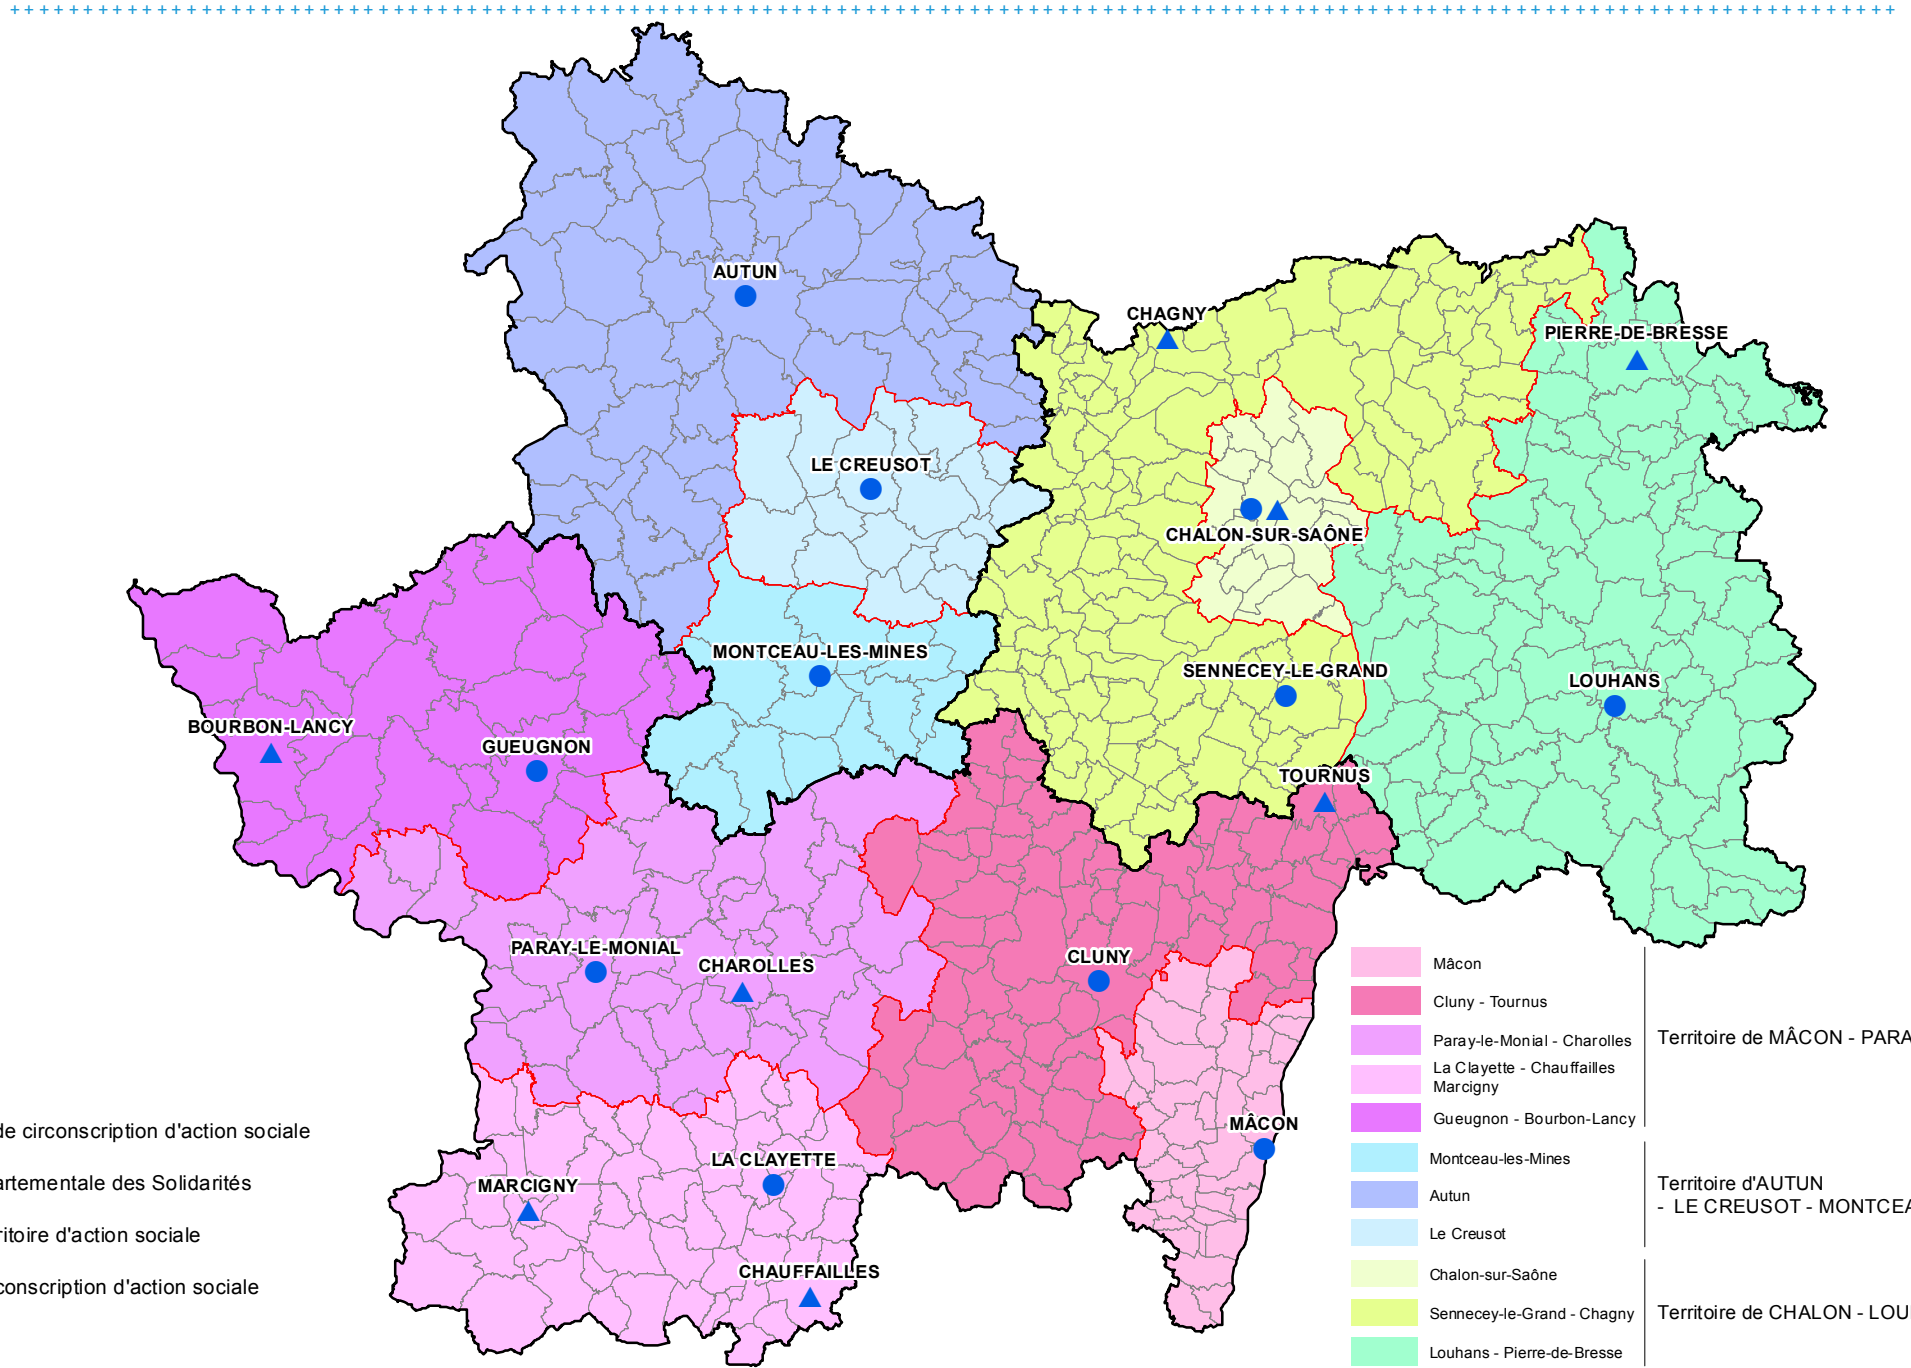 AUTUN
CHAGNY
PIERRE-DE-BRESSE
LE CREUSOT
CHALON-SUR-SAÔNE
MONTCEAU-LES-MINES
SENNECEY-LE-GRAND
LOUHANS
BOURBON-LANCY
GUEUGNON
TOURNUS
PARAY-LE-MONIAL
CHAROLLES
CLUNY
MÂCON
LA CLAYETTE
MARCIGNY
CHAUFFAILLES
de circonscription d'action sociale
artementale des Solidarités
ritoire d'action sociale
conscription d'action sociale
Mâcon
Cluny - Tournus
Paray-le-Monial - Charolles
La Clayette - Chauffailles
Marcigny
Gueugnon - Bourbon-Lancy
Territoire de MÂCON - PARA
Montceau-les-Mines
Autun
Le Creusot
Territoire d'AUTUN
- LE CREUSOT - MONTCEA
Chalon-sur-Saône
Sennecey-le-Grand - Chagny
Louhans - Pierre-de-Bresse
Territoire de CHALON - LOU